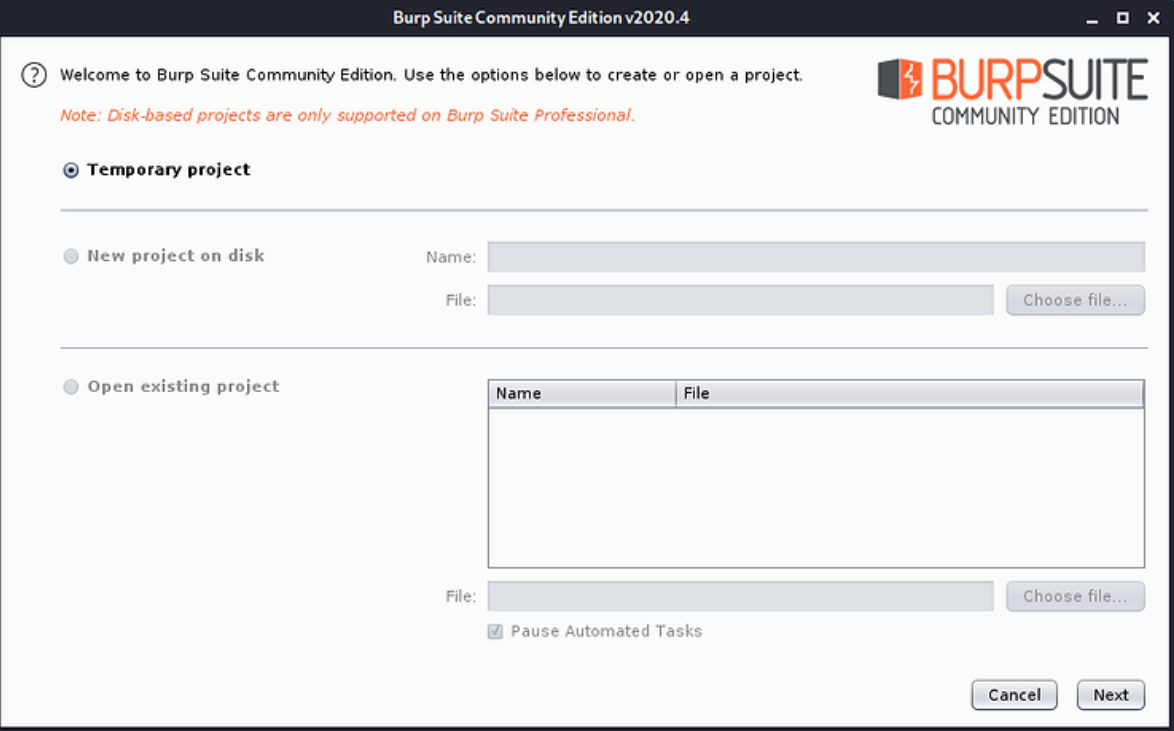 Burp Suite Community Edition v2020.4
Welcome to Burp Suite Community Edition. Use the options below to create or open a project.
BURPSUITE
COMMUNITY EDITION
Note: Disk-based projects are only supported on Burp Suite Professional.
Temporary project
New project on disk
Name:
File:
Choose file...
Open existing project
Name
File
File:
Choose file...
Pause Automated Tasks
Cancel
Next